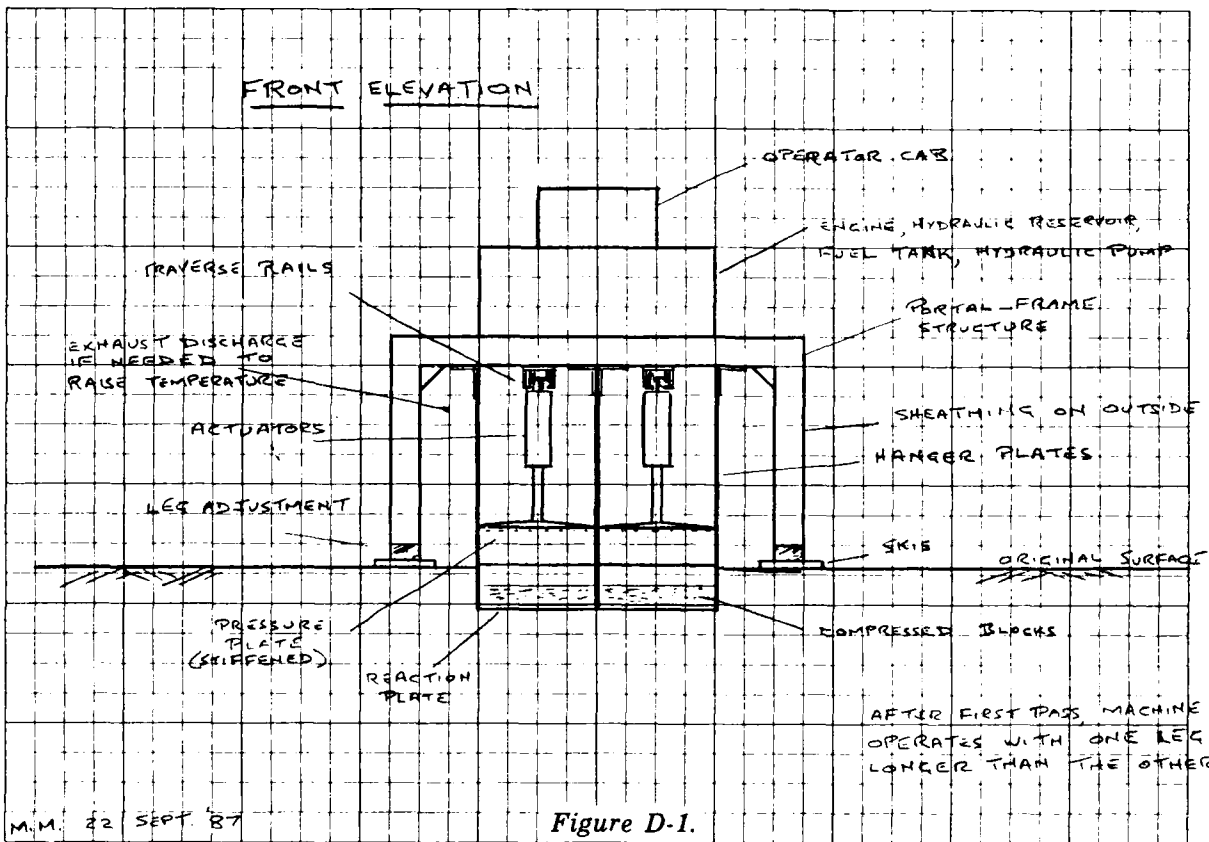 FRONT ELEVATION
OPERATOR CAB
ENGINE, HYDRAULIC RESERVOIR,
FUEL TANK, HYDRAULIC PUMP
TRAVERSE RAILS
PORTAL-FRAME
STRUCTURE
EXHAUST DISCHARGE
IF NEEDED TO
RAISE TEMPERATURE
SHEATHING ON OUTSIDE
ACTUATORS
HANGER PLATES
LEG ADJUSTMENT
SKIS
ORIGINAL SURFACE
PRESSURE
PLATE
(STIFFENED)
COMPRESSED BLOCKS
REACTION
PLATE
AFTER FIRST PASS, MACHINE
OPERATES WITH ONE LEG
LONGER THAN THE OTHER
M.M. 22 SEPT. '87
Figure D-1.